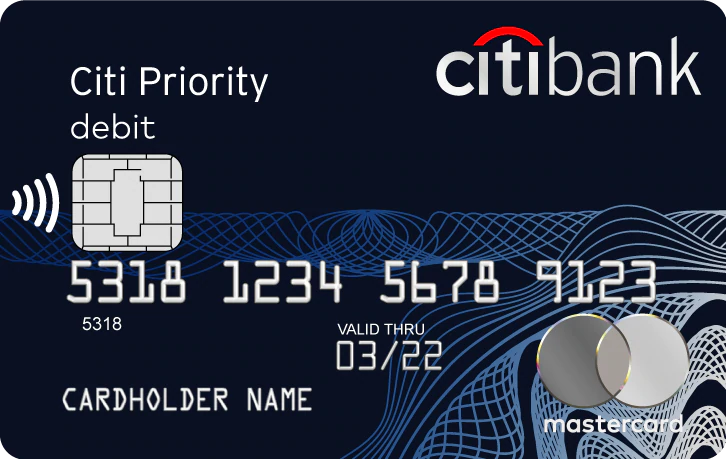 citibank
Citi Priority
debit
5318 1234 5678 9123
5318
VALID THRU
03/22
CARDHOLDER NAME
mastercard